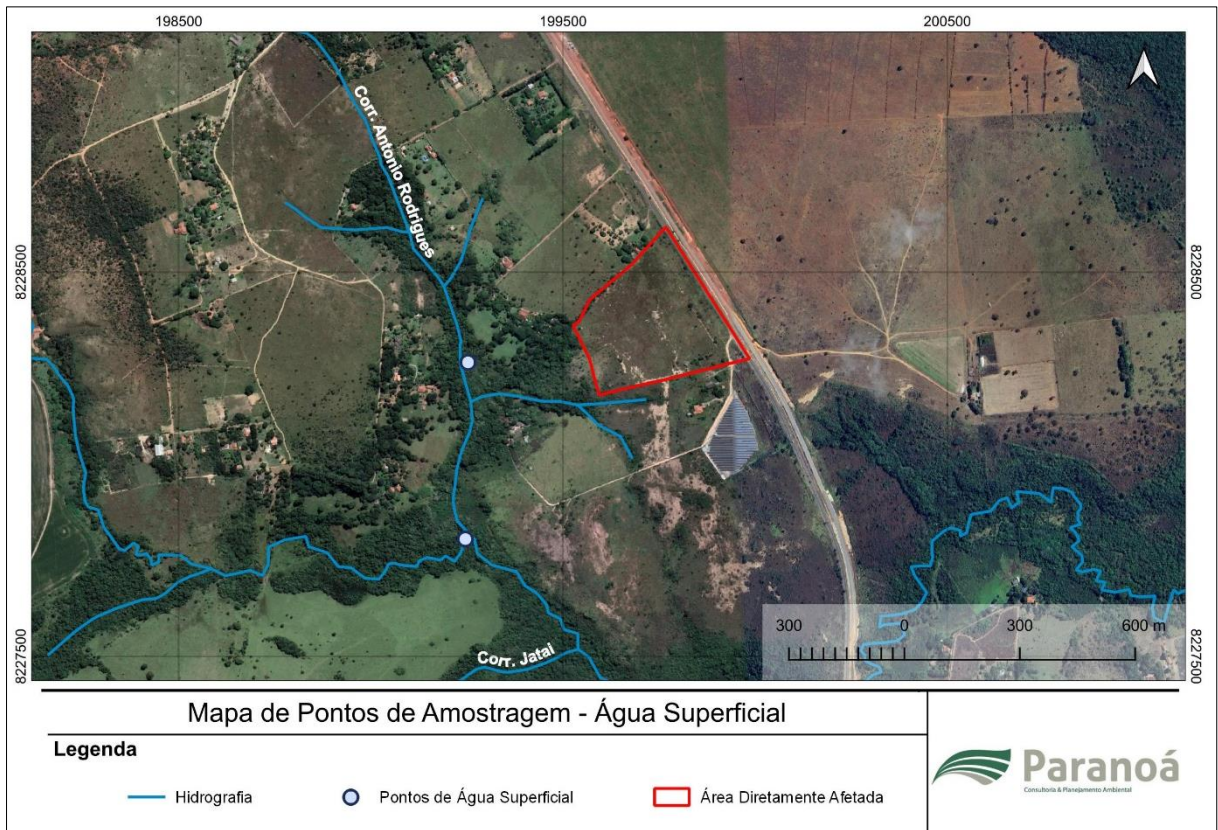 198500
199500
200500
Corr. Antonio Rodrigues
8228500
8228500
8227500
8227500
300
0
300
600 m
Corr. Jatai
Mapa de Pontos de Amostragem - Água Superficial
Legenda
Hidrografia
Pontos de Água Superficial
Área Diretamente Afetada
Paranoá
Consultoria & Planejamento Ambiental